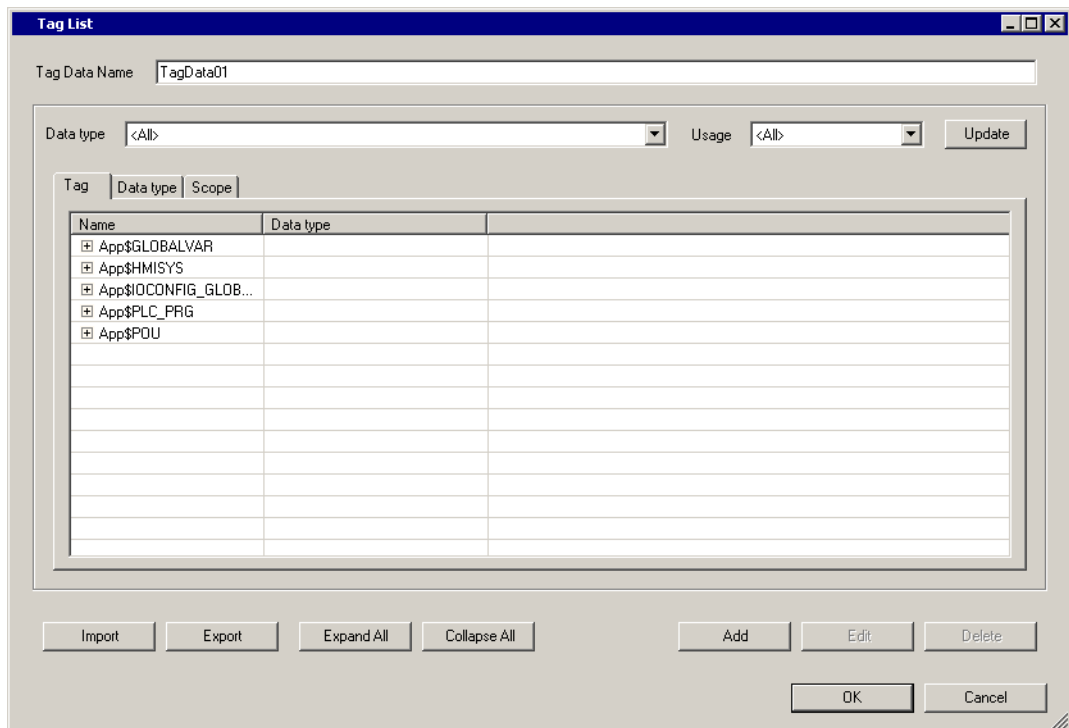 Tag List
Tag Data Name TagData01
Data type <All> Usage <All> Update
Tag Data type Scope
Name Data type
App$GLOBALVAR
App$HMISYS
App$IOCONFIG_GLOB...
App$PLC_PRG
App$POU
Import Export Expand All Collapse All Add Edit Delete
OK Cancel